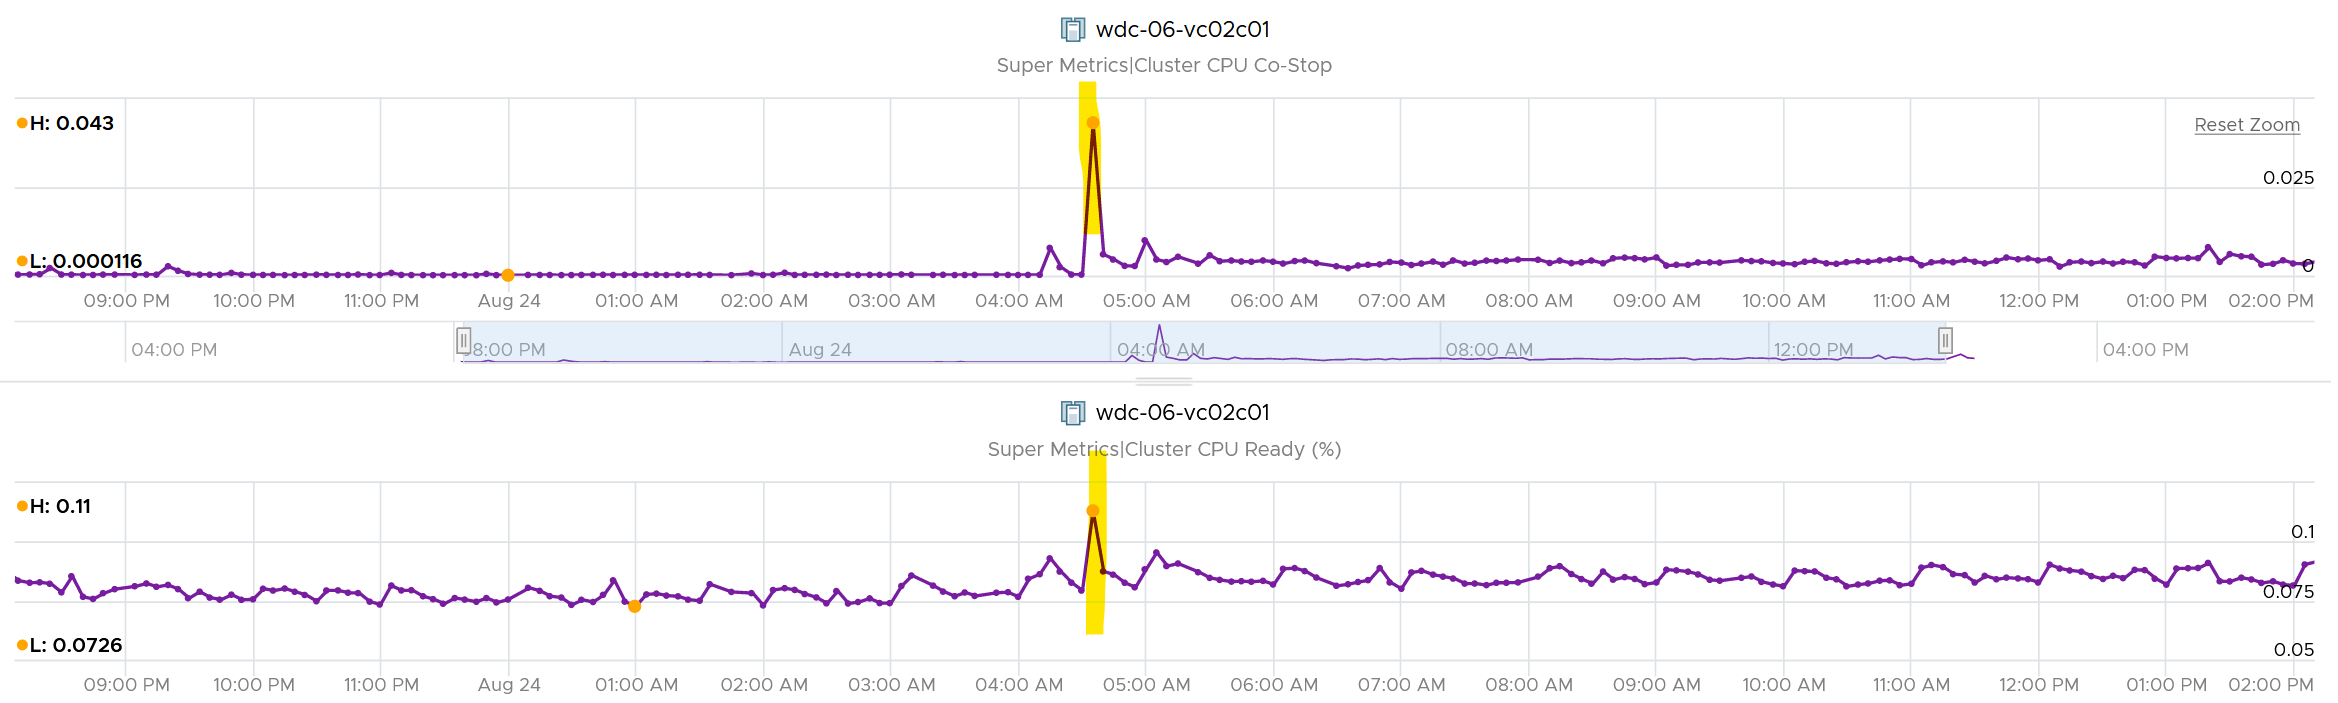 wdc-06-vc02c01
Super Metrics|Cluster CPU Co-Stop
H: 0.043
Reset Zoom
0.025
L: 0.000116
0
09:00 PM 10:00 PM 11:00 PM Aug 24 01:00 AM 02:00 AM 03:00 AM 04:00 AM 05:00 AM 06:00 AM 07:00 AM 08:00 AM 09:00 AM 10:00 AM 11:00 AM 12:00 PM 01:00 PM 02:00 PM
04:00 PM 08:00 PM Aug 24 04:00 AM 08:00 AM 12:00 PM 04:00 PM
wdc-06-vc02c01
Super Metrics|Cluster CPU Ready (%)
H: 0.11
0.1
0.075
L: 0.0726
0.05
09:00 PM 10:00 PM 11:00 PM Aug 24 01:00 AM 02:00 AM 03:00 AM 04:00 AM 05:00 AM 06:00 AM 07:00 AM 08:00 AM 09:00 AM 10:00 AM 11:00 AM 12:00 PM 01:00 PM 02:00 PM